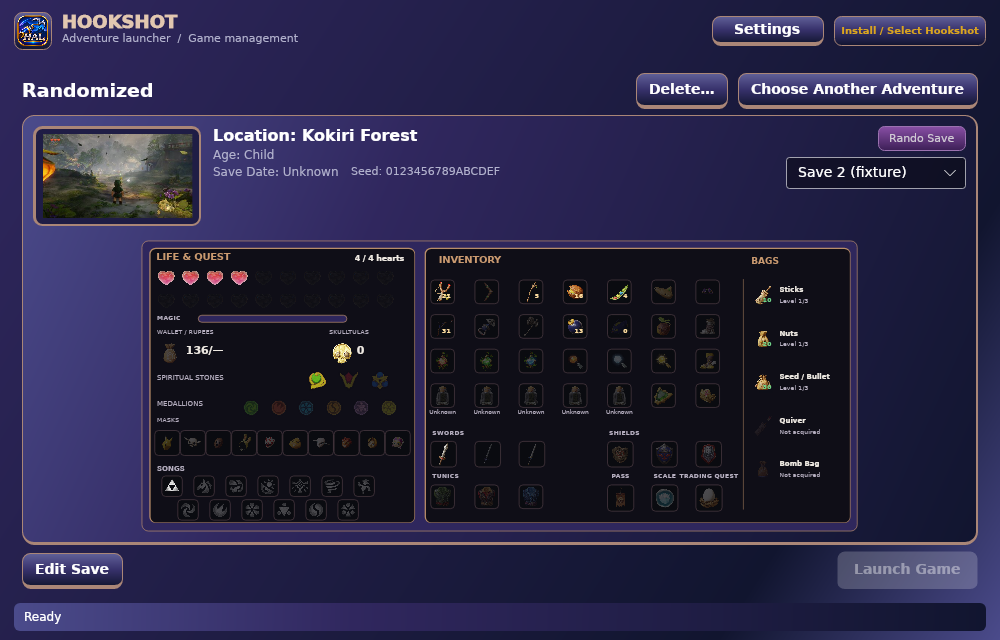 HOOKSHOT
Adventure launcher / Game management
Settings
Install / Select Hookshot
Randomized
Delete...
Choose Another Adventure
Location: Kokiri Forest
Age: Child
Save Date: Unknown Seed: 0123456789ABCDEF
Rando Save
Save 2 (fixture)
LIFE & QUEST
4 / 4 hearts
MAGIC
WALLET / RUPEES
SKULLTULAS
136/—
0
SPIRITUAL STONES
MEDALLIONS
MASKS
SONGS
INVENTORY
5
16
4
31
13
0
Unknown
Unknown
Unknown
Unknown
Unknown
SWORDS
SHIELDS
TUNICS
PASS
SCALE
TRADING QUEST
BAGS
Sticks
Level 1/3
Nuts
Level 1/3
Seed / Bullet
Level 1/3
Quiver
Not acquired
Bomb Bag
Not acquired
Edit Save
Launch Game
Ready